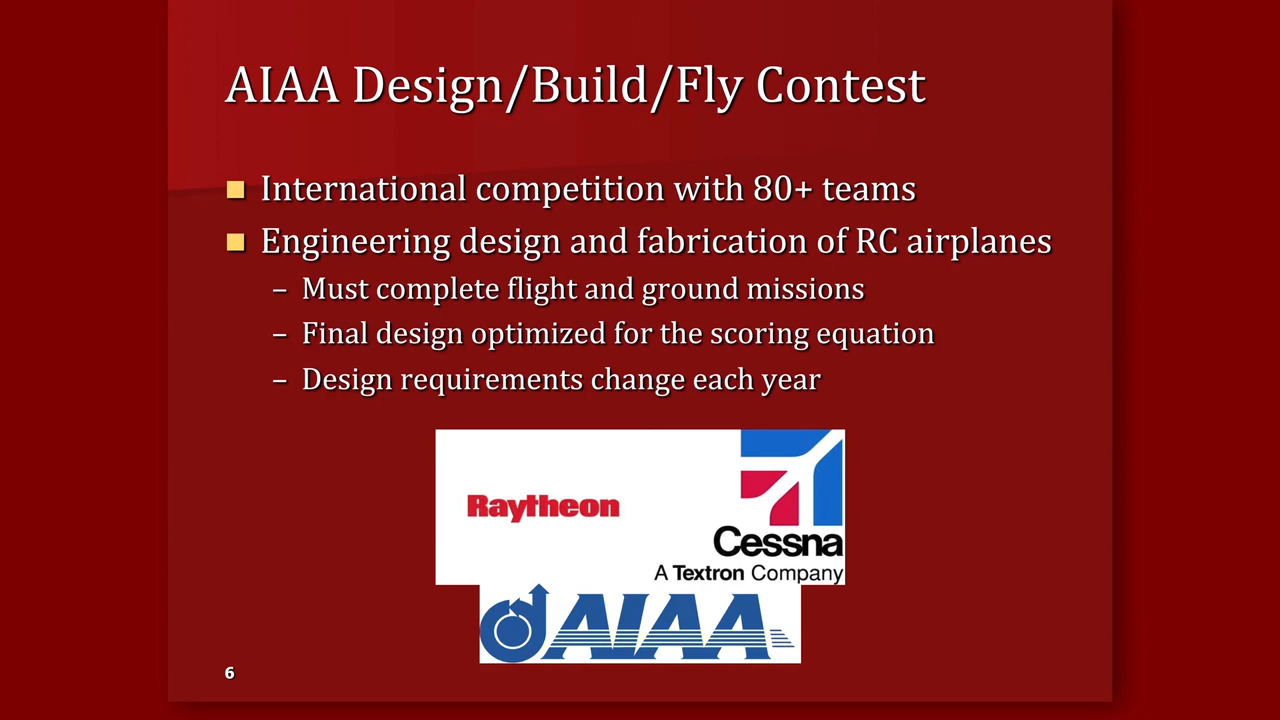 AIAA Design/Build/Fly Contest
International competition with 80+ teams
Engineering design and fabrication of RC airplanes
– Must complete flight and ground missions
– Final design optimized for the scoring equation
– Design requirements change each year
Raytheon
Cessna
A Textron Company
AIAA
6